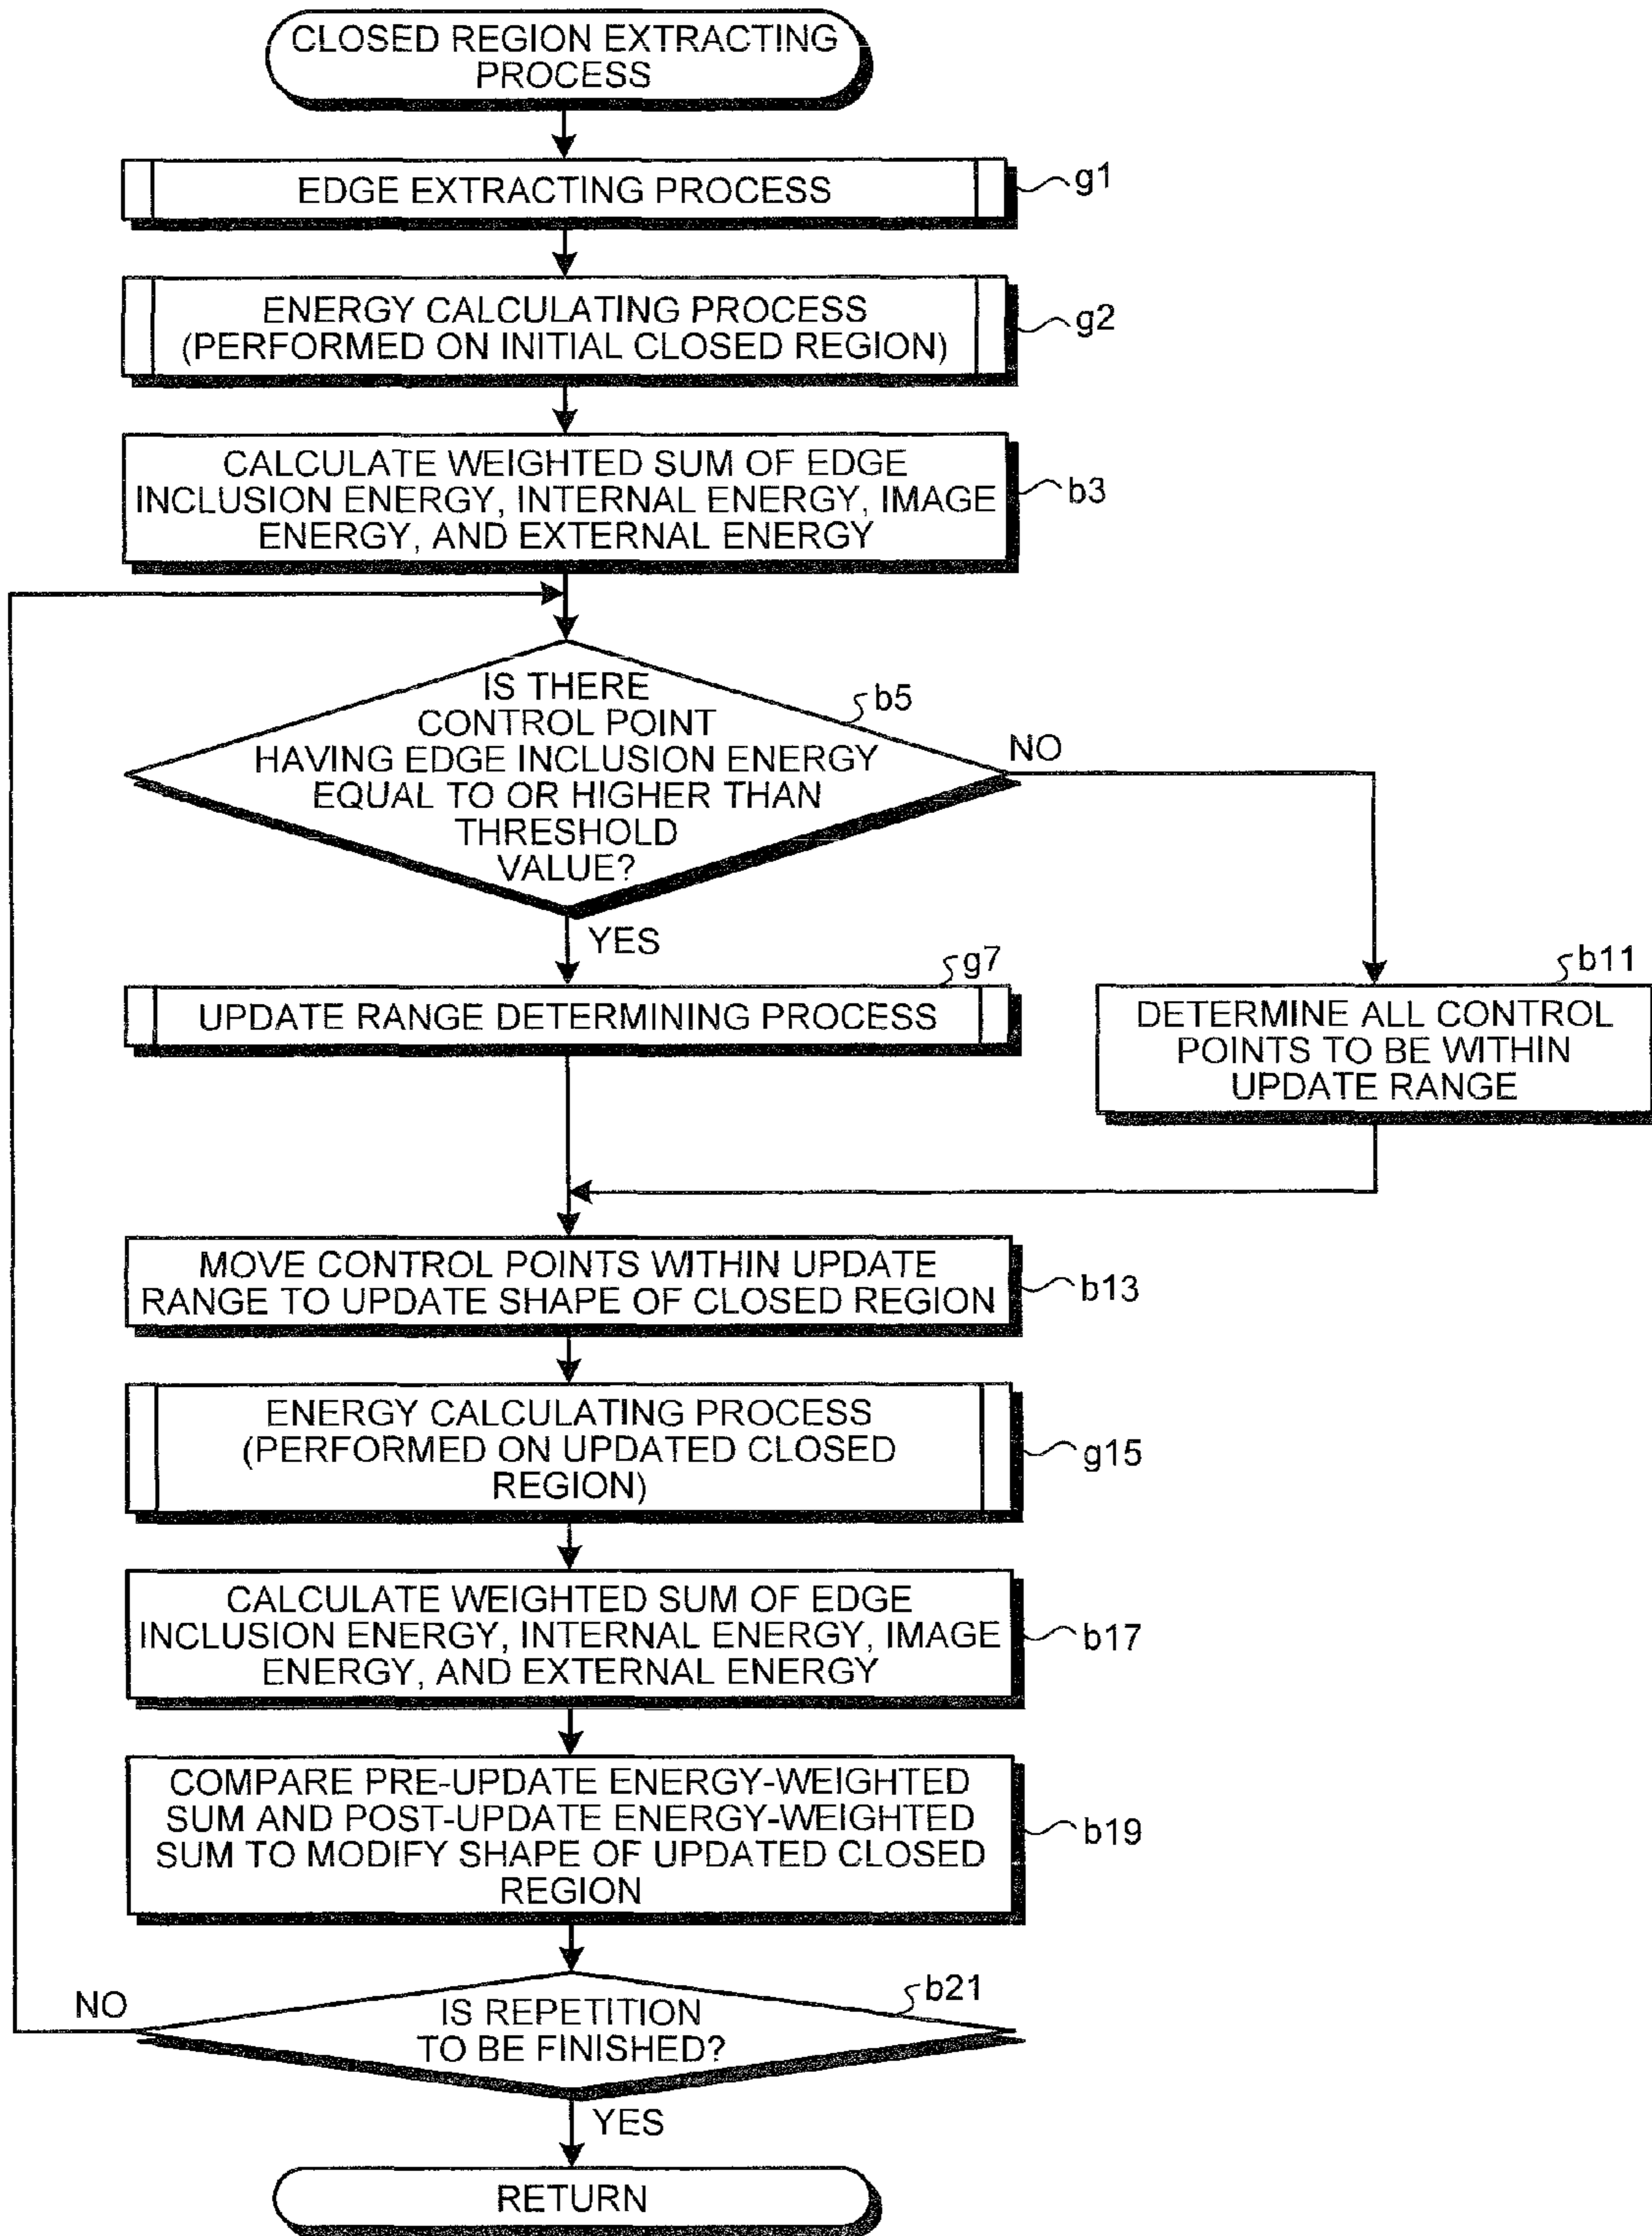 CLOSED REGION EXTRACTING
PROCESS
EDGE EXTRACTING PROCESS
g1
ENERGY CALCULATING PROCESS
(PERFORMED ON INITIAL CLOSED REGION)
g2
CALCULATE WEIGHTED SUM OF EDGE
INCLUSION ENERGY, INTERNAL ENERGY, IMAGE
ENERGY, AND EXTERNAL ENERGY
b3
IS THERE
CONTROL POINT
HAVING EDGE INCLUSION ENERGY
EQUAL TO OR HIGHER THAN
THRESHOLD
VALUE?
b5
NO
YES
g7
UPDATE RANGE DETERMINING PROCESS
b11
DETERMINE ALL CONTROL
POINTS TO BE WITHIN
UPDATE RANGE
MOVE CONTROL POINTS WITHIN UPDATE
RANGE TO UPDATE SHAPE OF CLOSED REGION
b13
ENERGY CALCULATING PROCESS
(PERFORMED ON UPDATED CLOSED
REGION)
g15
CALCULATE WEIGHTED SUM OF EDGE
INCLUSION ENERGY, INTERNAL ENERGY, IMAGE
ENERGY, AND EXTERNAL ENERGY
b17
COMPARE PRE-UPDATE ENERGY-WEIGHTED
SUM AND POST-UPDATE ENERGY-WEIGHTED
SUM TO MODIFY SHAPE OF UPDATED CLOSED
REGION
b19
b21
NO
IS REPETITION
TO BE FINISHED?
YES
RETURN